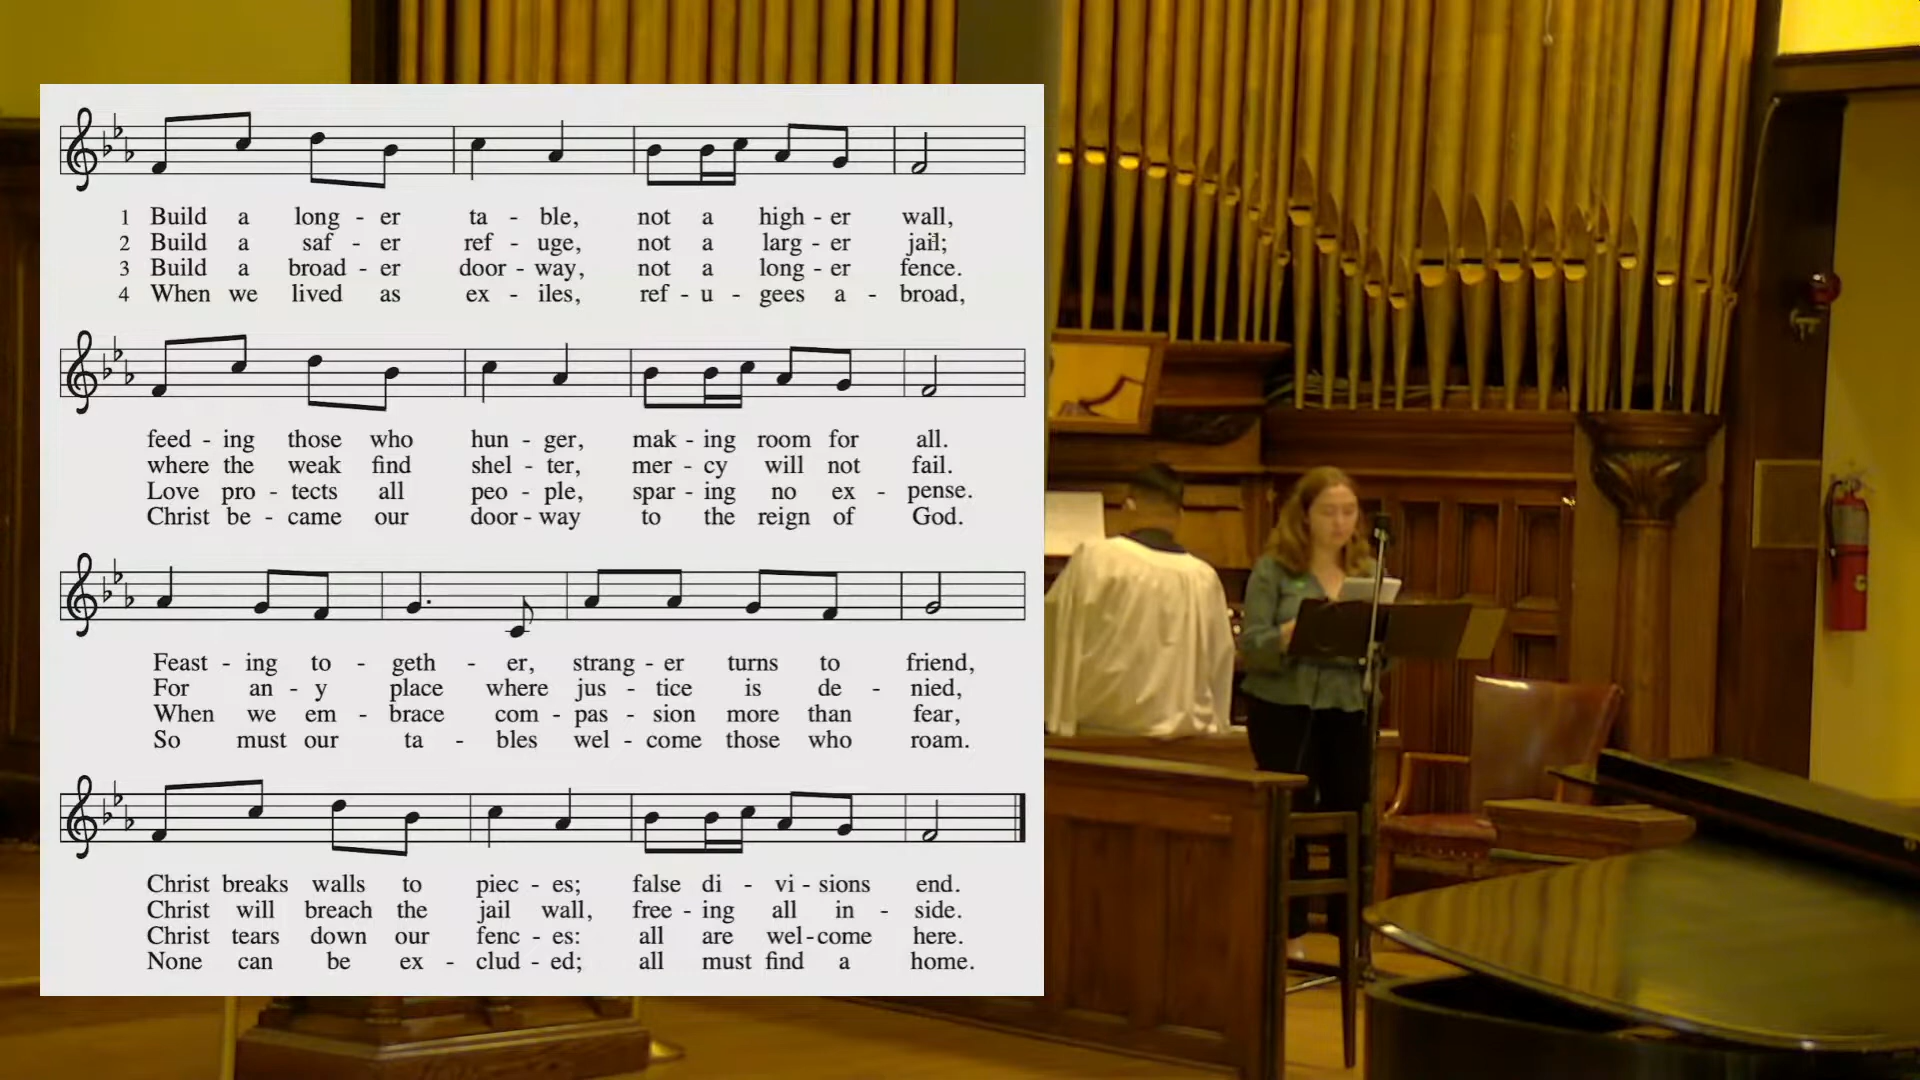 1 Build a long - er ta - ble, not a high - er wall,
2 Build a saf - er ref - uge, not a larg - er jail;
3 Build a broad - er door - way, not a long - er fence.
4 When we lived as ex - iles, ref - u - gees a - broad,
feed - ing those who hun - ger, mak - ing room for all.
where the weak find shel - ter, mer - cy will not fail.
Love pro - tects all peo - ple, spar - ing no ex - pense.
Christ be - came our door - way to the reign of God.
Feast - ing to - geth - er, strang - er turns to friend,
For an - y place where jus - tice is de - nied,
When we em - brace com - pas - sion more than fear,
So must our ta - bles wel - come those who roam.
Christ breaks walls to piec - es; false di - vi - sions end.
Christ will breach the jail wall, free - ing all in - side.
Christ tears down our fenc - es: all are wel - come here.
None can be ex - clud - ed; all must find a home.